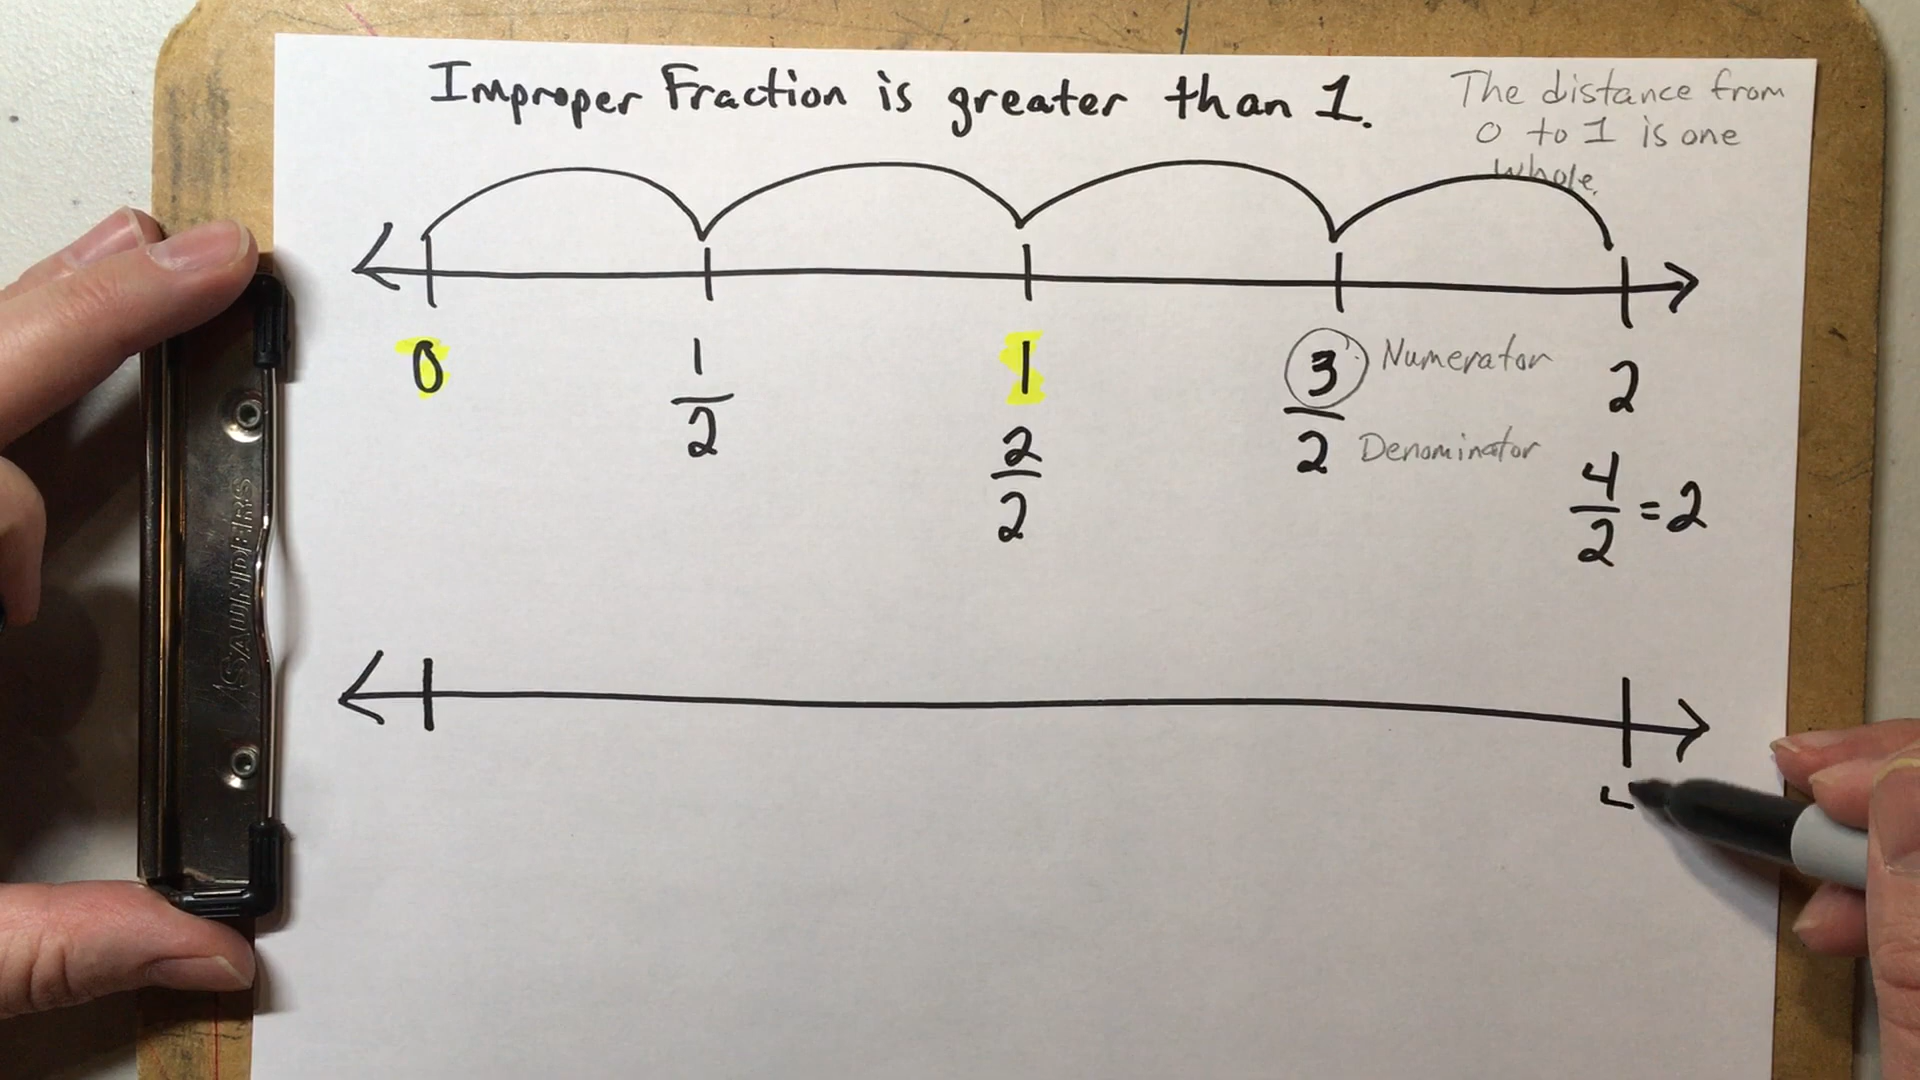 Improper Fraction is greater than 1.
The distance from
0 to 1 is one
whole.
0
1
2
1
2
2
3 Numerator
2 Denominator
2
4
2
=2
SAUNDERS